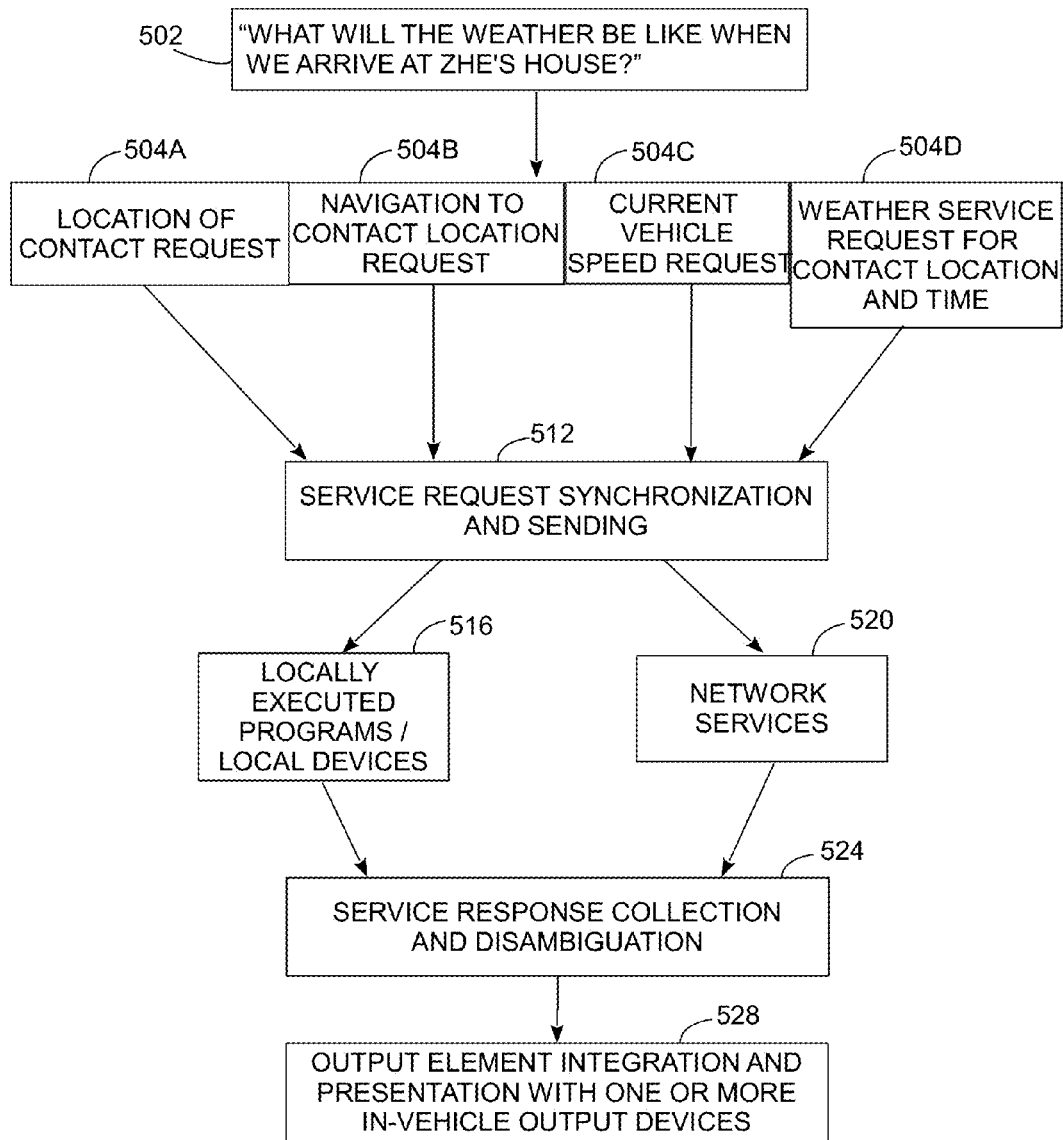 502
“WHAT WILL THE WEATHER BE LIKE WHEN
WE ARRIVE AT ZHE'S HOUSE?”
504A
504B
504C
504D
LOCATION OF
CONTACT REQUEST
NAVIGATION TO
CONTACT LOCATION
REQUEST
CURRENT
VEHICLE
SPEED REQUEST
WEATHER SERVICE
REQUEST FOR
CONTACT LOCATION
AND TIME
512
SERVICE REQUEST SYNCHRONIZATION
AND SENDING
516
LOCALLY
EXECUTED
PROGRAMS /
LOCAL DEVICES
520
NETWORK
SERVICES
524
SERVICE RESPONSE COLLECTION
AND DISAMBIGUATION
528
OUTPUT ELEMENT INTEGRATION AND
PRESENTATION WITH ONE OR MORE
IN-VEHICLE OUTPUT DEVICES